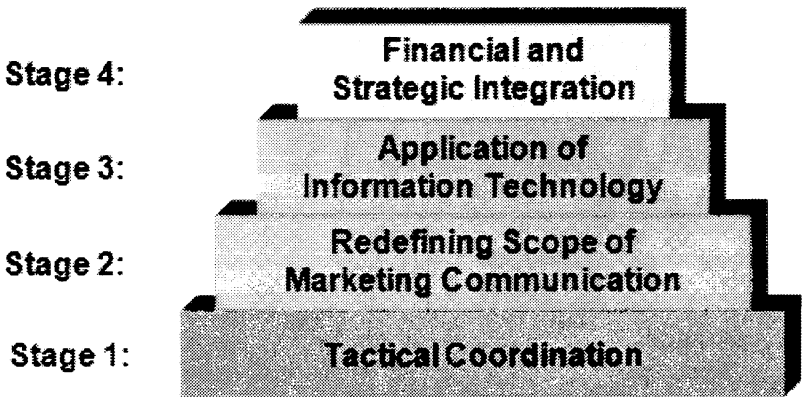 Stage 4:
Financial and
Strategic Integration
Stage 3:
Application of
Information Technology
Stage 2:
Redefining Scope of
Marketing Communication
Stage 1:
Tactical Coordination